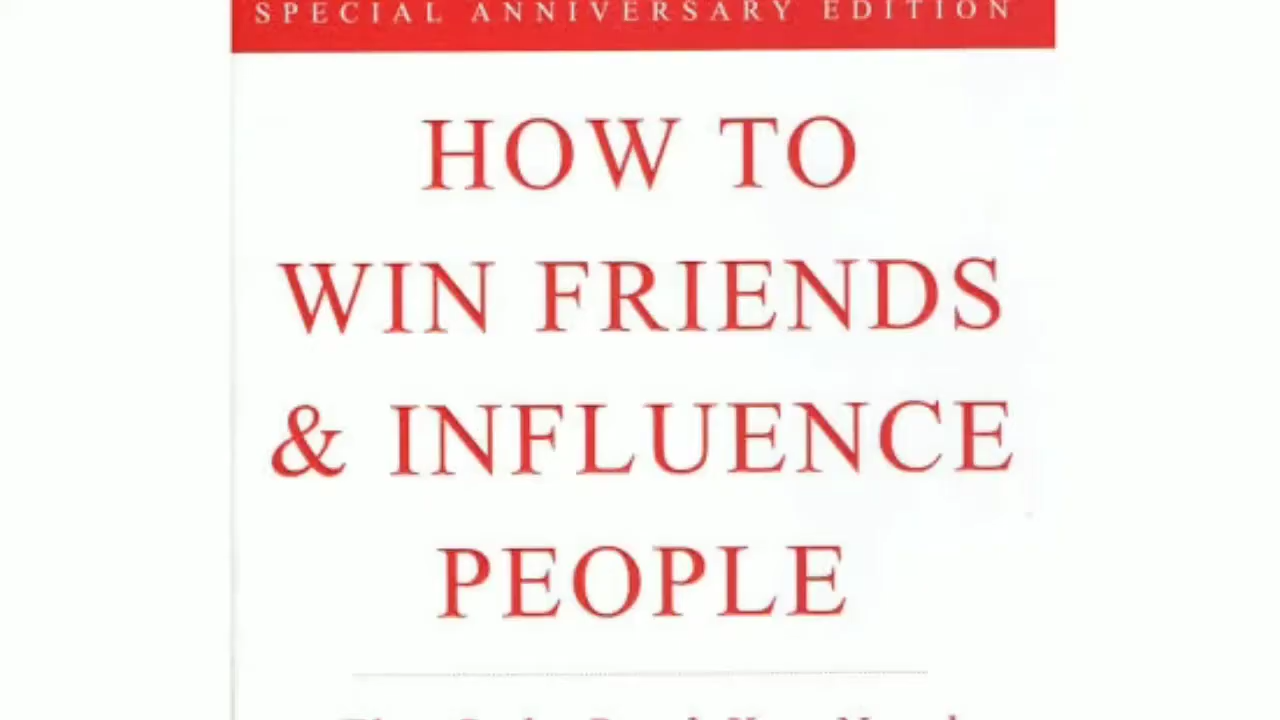 SPECIAL ANNIVERSARY EDITION
HOW TO
WIN FRIENDS
& INFLUENCE
PEOPLE